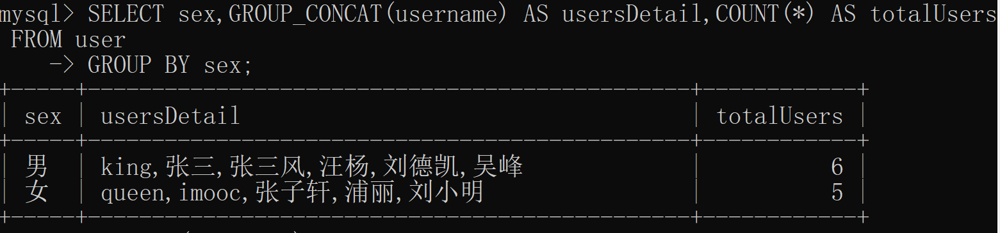 mysql> SELECT sex,GROUP_CONCAT(username) AS usersDetail,COUNT(*) AS totalUsers
FROM user
-> GROUP BY sex;
+-----+-----------------------------------------------+------------+
| sex | usersDetail | totalUsers |
+-----+-----------------------------------------------+------------+
| 男 | king,张三,张三风,汪杨,刘德凯,吴峰 | 6 |
| 女 | queen,imooc,张子轩,浦丽,刘小明 | 5 |
+-----+-----------------------------------------------+------------+